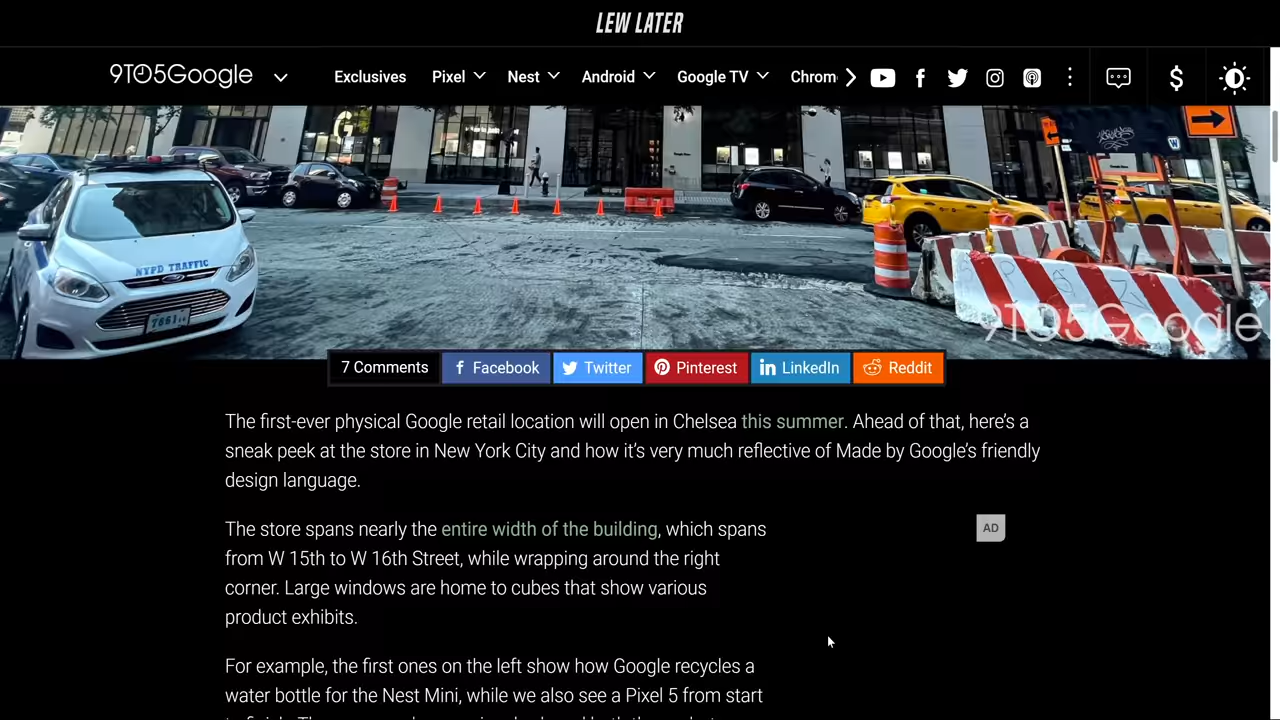 LEW LATER
9TO5Google
Exclusives Pixel Nest Android Google TV Chrom
G
NYPD TRAFFIC
W
9TO5Google
7 Comments Facebook Twitter Pinterest LinkedIn Reddit
The first-ever physical Google retail location will open in Chelsea this summer. Ahead of that, here's a
sneak peek at the store in New York City and how it's very much reflective of Made by Google's friendly
design language.
The store spans nearly the entire width of the building, which spans
from W 15th to W 16th Street, while wrapping around the right
corner. Large windows are home to cubes that show various
product exhibits.
AD
For example, the first ones on the left show how Google recycles a
water bottle for the Nest Mini, while we also see a Pixel 5 from start